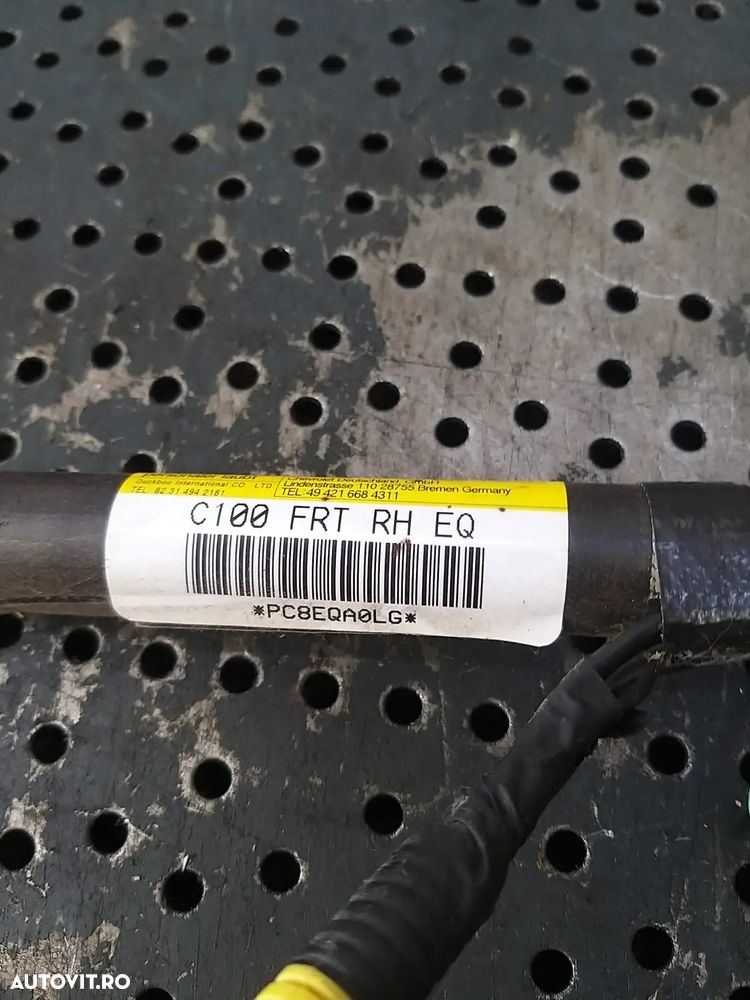 Duckboo International CO. LTD
TEL 82 31 494 2181
Chevrolet Deutschland, GmbH
Lindenstrasse 110 28755 Bremen Germany
TEL:49 421 668 4311
C100 FRT RH EQ
*PC8EQA0LG*
AUTOVIT.RO